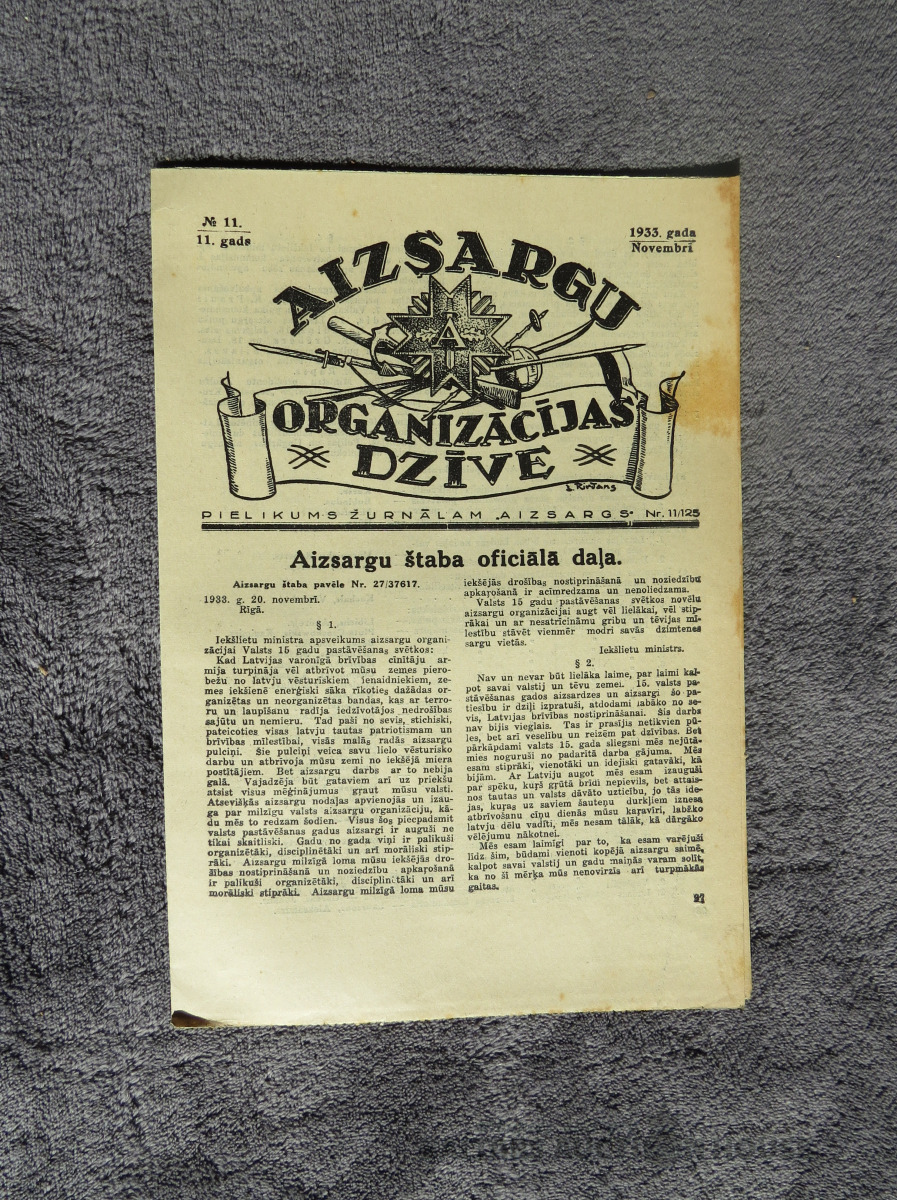 № 11.
11. gads
1933. gada
Novembrī
AIZSARGU
A
ORGANIZĀCIJAS
DZĪVE
PIELIKUMS ŽURNĀLAM „AIZSARGS“ Nr. 11/125
Aizsargu štaba oficiālā daļa.
Aizsargu štaba pavēle Nr. 27/37617.
1933. g. 20. novembrī.
Rīgā.
§ 1.
Iekšlietu ministra apsveikums aizsargu organi-
zācijai Valsts 15 gadu pastāvēšanas svētkos:
Kad Latvijas varonīgā brīvības cīnītāju ar-
mija turpināja vēl atbrīvot mūsu zemes piero-
bežu no latvju vēsturiskiem ienaidniekiem, ze-
mes iekšienē enerģiski sāka rīkoties dažādas or-
ganizētas un neorganizētas bandas, kas ar terro-
ru un laupīšanu radīja iedzīvotājos nedrošības
sajūtu un nemieru. Tad paši no sevis, stichiski,
pateicoties visas latvju tautas patriotismam un
brīvības mīlestībai, visās malās radās aizsargu
pulciņi. Šie pulciņi veica savu lielo vēsturisko
darbu un atbrīvoja mūsu zemi no iekšējā miera
postītājiem. Bet aizsargu darbs ar to nebija
galā. Vajadzēja būt gataviem arī uz priekšu
atsist visus mēģinājumus graut mūsu valsti.
Atsevišķās aizsargu nodaļas apvienojās un izau-
ga par milzīgu valsts aizsargu organizāciju, kā-
du mēs to redzam šodien. Visus šos piecpadsmit
valsts pastāvēšanas gadus aizsargi ir auguši ne
tikai skaitliski. Gadu no gada viņi ir palikuši
organizētāki, disciplinētāki un arī morāliski stip-
rāki. Aizsargu milzīgā loma mūsu iekšējās dro-
šības nostiprināšanā un noziedību apkaŗošanā
ir palikuši organizētāki, disciplinētāki un arī
morāliski stiprāki. Aizsargu milzīgā loma mūsu
iekšējās drošības nostiprināšanā un noziedzību
apkaŗošanā ir acīmredzama un nenoliedzama.
Valsts 15 gadu pastāvēšanas svētkos novēlu
aizsargu organizācijai augt vēl lielākai, vēl stip-
rākai un ar nesatricināmu gribu un tēvijas mī-
lestību stāvēt vienmēr modri savās dzimtenes
sargu vietās.
Iekšlietu ministrs.
§ 2.
Nav un nevar būt lielāka laime, par laimi kal-
pot savai valstij un tēvu zemei. 15. valsts pa-
stāvēšanas gados aizsardzes un aizsargi šo pa-
tiesību ir dziļi izpratuši, atdodami labāko no se-
vis, Latvijas brīvības nostiprināšanai. Šis darbs
nav bijis vieglais. Tas ir prasījis netikvien pū-
les, bet arī veselību un reizēm pat dzīvības. Bet
pārkāpdami valsts 15. gada sliegsni mēs nejūta-
mies noguruši no padarītā darba gājuma. Mēs
esam stiprāki, vienotāki un idejiski gatavāki, kā
bijām. Ar Latviju augot mēs esam izauguši
par spēku, kuŗš grūtā brīdi nepievils, bet attais-
nos tautas un valsts dāvāto uzticību, jo tās ide-
jas, kuŗas uz saviem šauteņu durkļiem iznesa
atbrīvošanu cīņu dienās mūsu kaŗavīri, labāko
latvju dēlu vadīti, mēs nesam tālāk, kā dārgāko
vēlējumu nākotnei.
Mēs esam laimīgi par to, ka esam varējuši
līdz šim, būdami vienoti kopējā aizsargu saimē,
kalpot savai valstij un gadu maiņās varam solīt,
ka no šī mērķa mūs nenovirzīs arī turpmākās
gaitas.